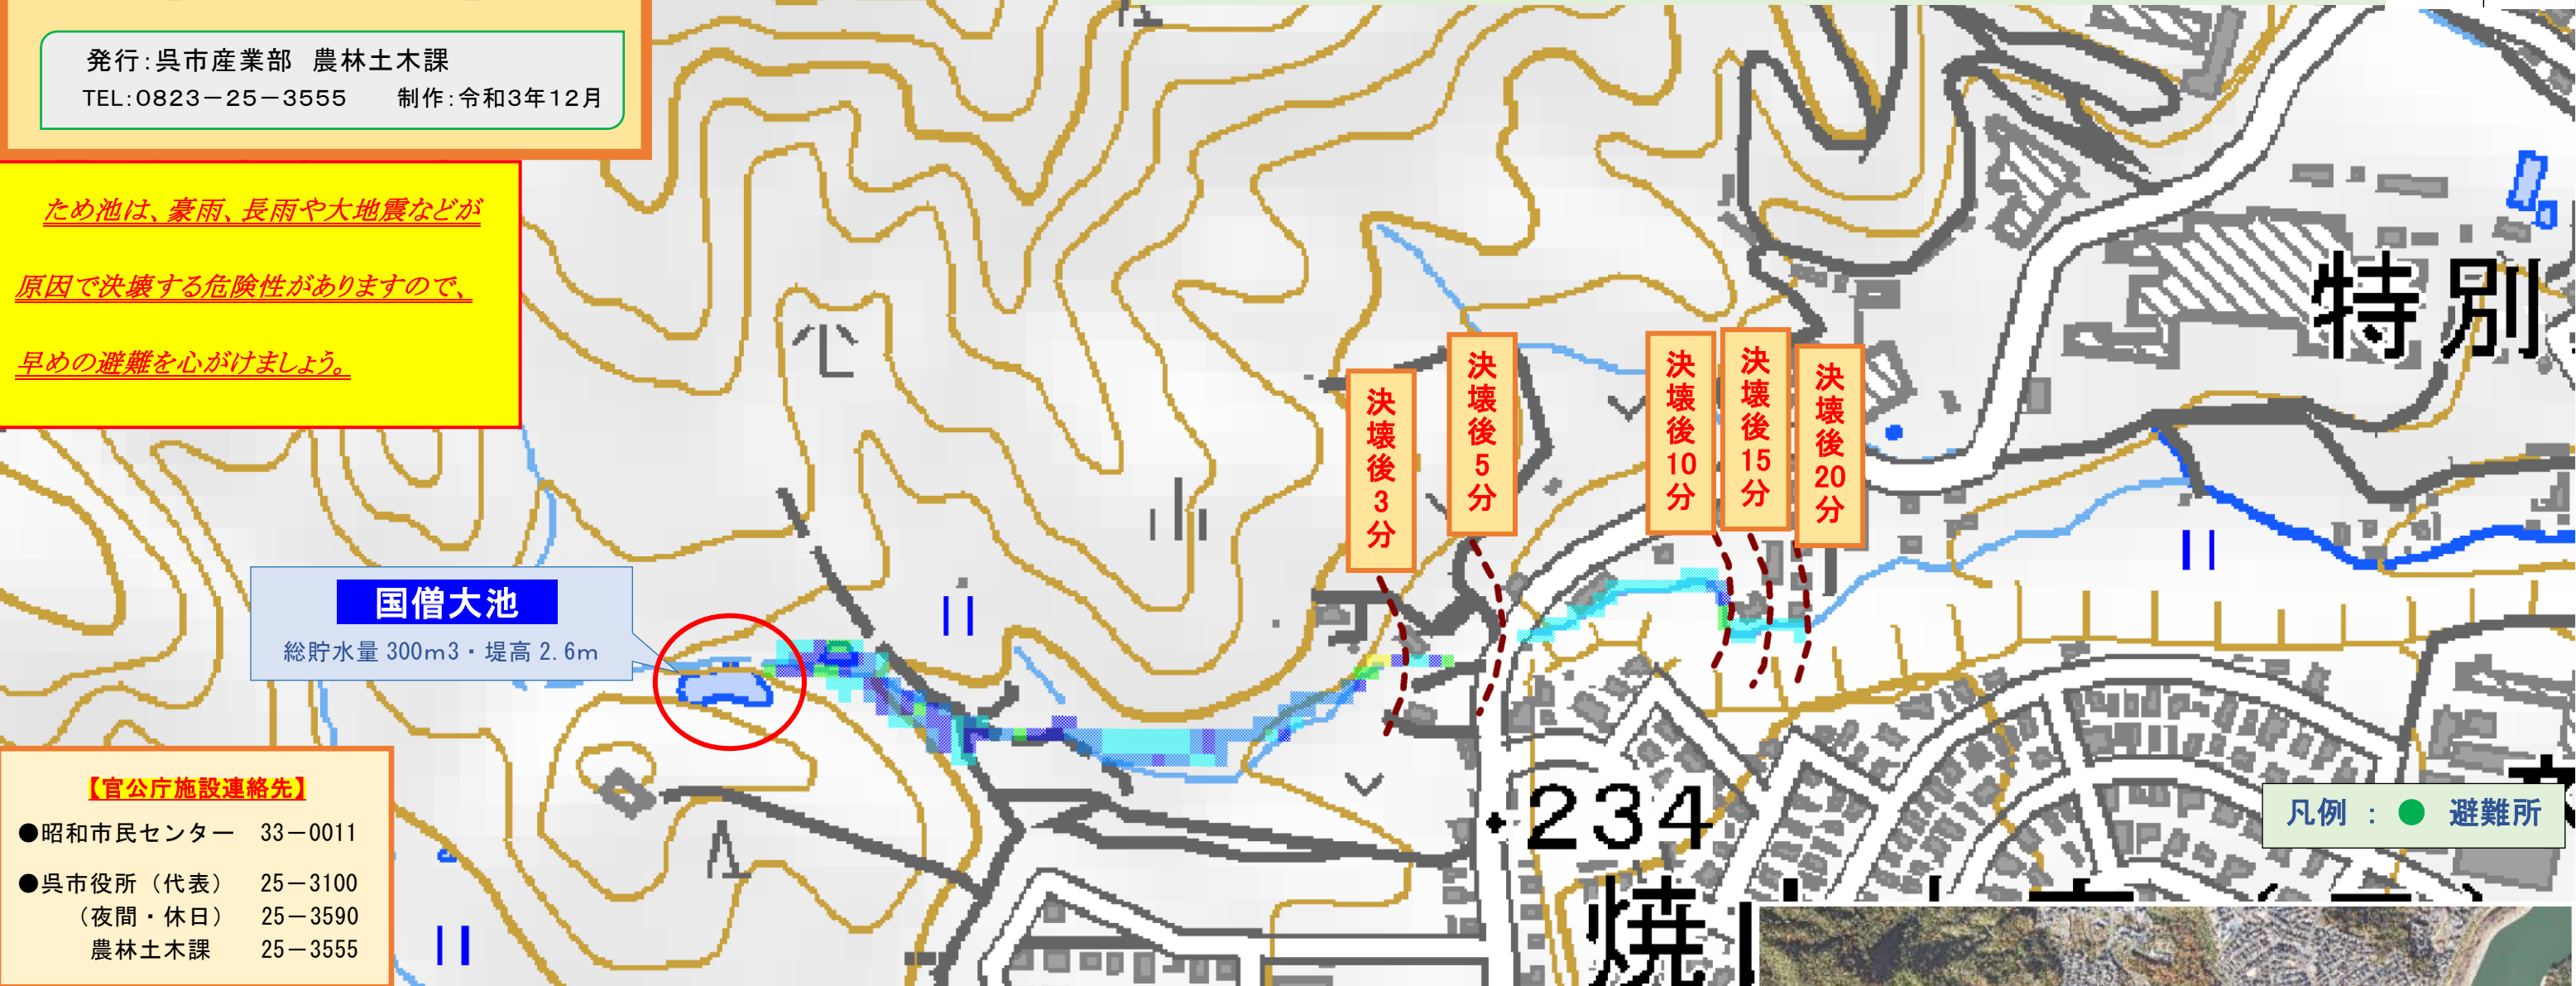 発行：呉市産業部　農林土木課
TEL：０８２３－２５－３５５５　　制作：令和３年１２月
ため池は、豪雨、長雨や大地震などが
原因で決壊する危険性がありますので、
早めの避難を心がけましょう。
国僧大池
総貯水量 300m3・堤高 2.6m
決壊後3分
決壊後5分
決壊後10分
決壊後15分
決壊後20分
特別
234
焼
凡例 ： ● 避難所
【官公庁施設連絡先】
●昭和市民センター　33－0011
●呉市役所（代表）　25－3100
（夜間・休日）　25－3590
農林土木課　25－3555